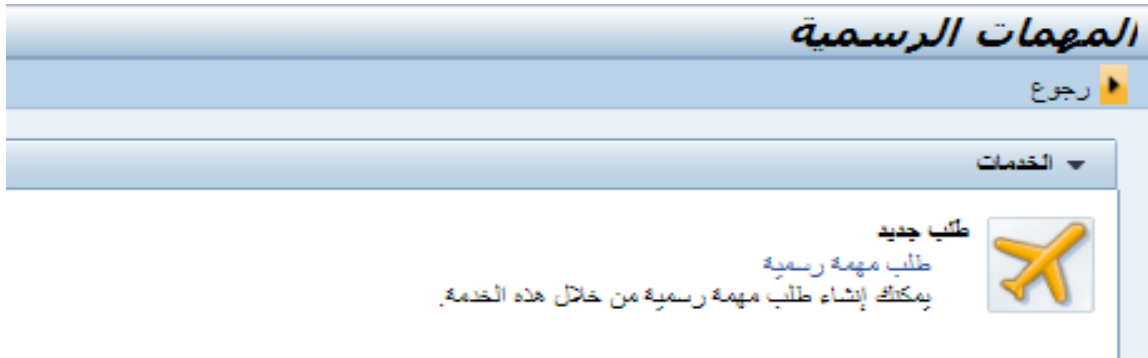 المهمات الرسمية
رجوع
الخدمات
طلب جديد
طلب مهمة رسمية
يمكنك إنشاء طلب مهمة رسمية من خلال هذه الخدمة.